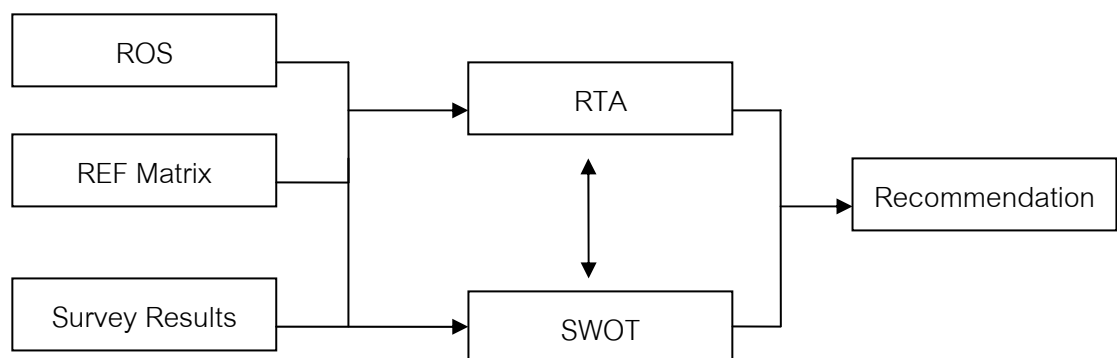 ROS
RTA
REF Matrix
Recommendation
Survey Results
SWOT